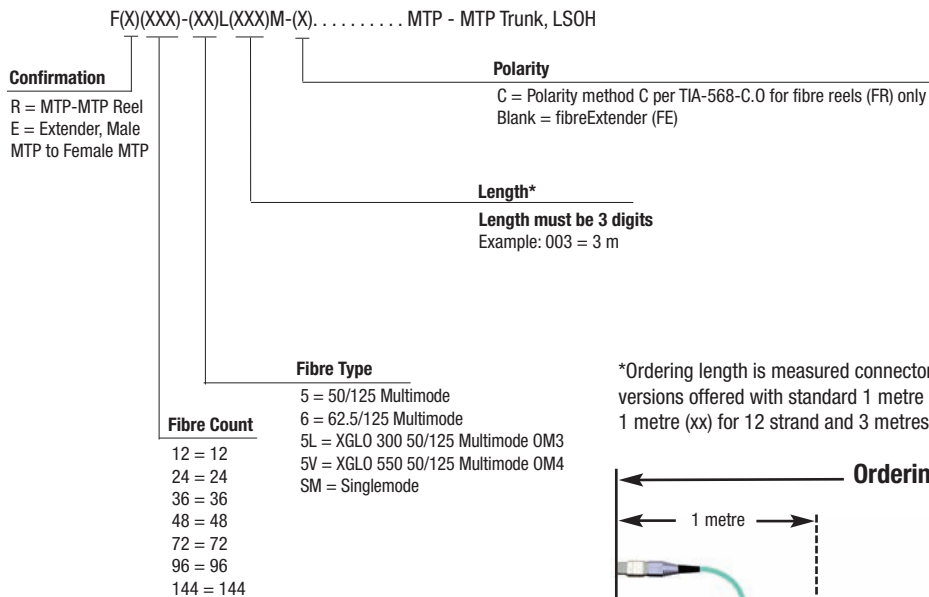 F(X)(XXX)-(XX)L(XXX)M-(X). . . . . . . . . . MTP - MTP Trunk, LSOH
Confirmation
R = MTP-MTP Reel
E = Extender, Male
MTP to Female MTP
Polarity
C = Polarity method C per TIA-568-C.O for fibre reels (FR) only
Blank = fibreExtender (FE)
Length*
Length must be 3 digits
Example: 003 = 3 m
Fibre Type
5 = 50/125 Multimode
6 = 62.5/125 Multimode
5L = XGLO 300 50/125 Multimode OM3
5V = XGLO 550 50/125 Multimode OM4
SM = Singlemode
Fibre Count
12 = 12
24 = 24
36 = 36
48 = 48
72 = 72
96 = 96
144 = 144
*Ordering length is measured connector
versions offered with standard 1 metre
1 metre (xx) for 12 strand and 3 metres
Orderin
1 metre